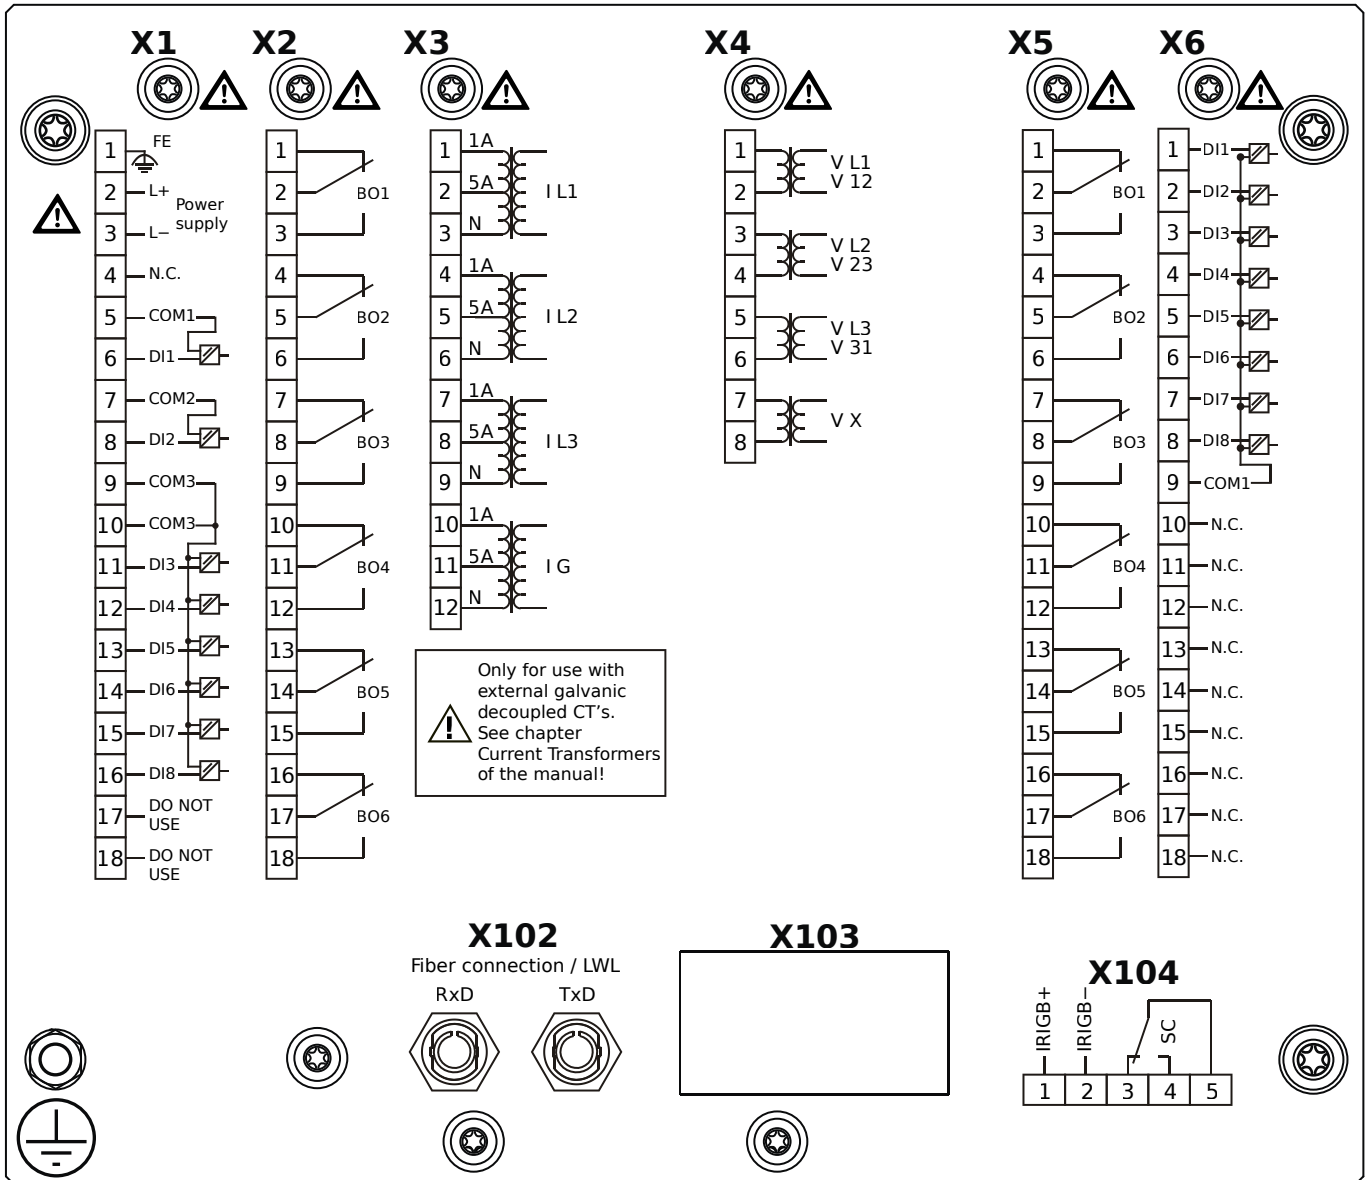 X1
X2
X3
X4
X5
X6
1 FE
2 L+
Power
supply
3 L−
4 N.C.
5 COM1
6 DI1
7 COM2
8 DI2
9 COM3
10 COM3
11 DI3
12 DI4
13 DI5
14 DI6
15 DI7
16 DI8
17 DO NOT
USE
18 DO NOT
USE
1
2 BO1
3
4
5 BO2
6
7
8 BO3
9
10
11 BO4
12
13
14 BO5
15
16
17 BO6
18
1 1A
2 5A I L1
3 N
4 1A
5 5A I L2
6 N
7 1A
8 5A I L3
9 N
10 1A
11 5A I G
12 N
Only for use with
external galvanic
decoupled CT's.
See chapter
Current Transformers
of the manual!
1 V L1
2 V 12
3 V L2
4 V 23
5 V L3
6 V 31
7 V X
8
1
2 BO1
3
4
5 BO2
6
7
8 BO3
9
10
11 BO4
12
13
14 BO5
15
16
17 BO6
18
1 DI1
2 DI2
3 DI3
4 DI4
5 DI5
6 DI6
7 DI7
8 DI8
9 COM1
10 N.C.
11 N.C.
12 N.C.
13 N.C.
14 N.C.
15 N.C.
16 N.C.
17 N.C.
18 N.C.
X102
Fiber connection / LWL
RxD TxD
X103
X104
IRIGB+
IRIGB−
SC
1 2 3 4 5